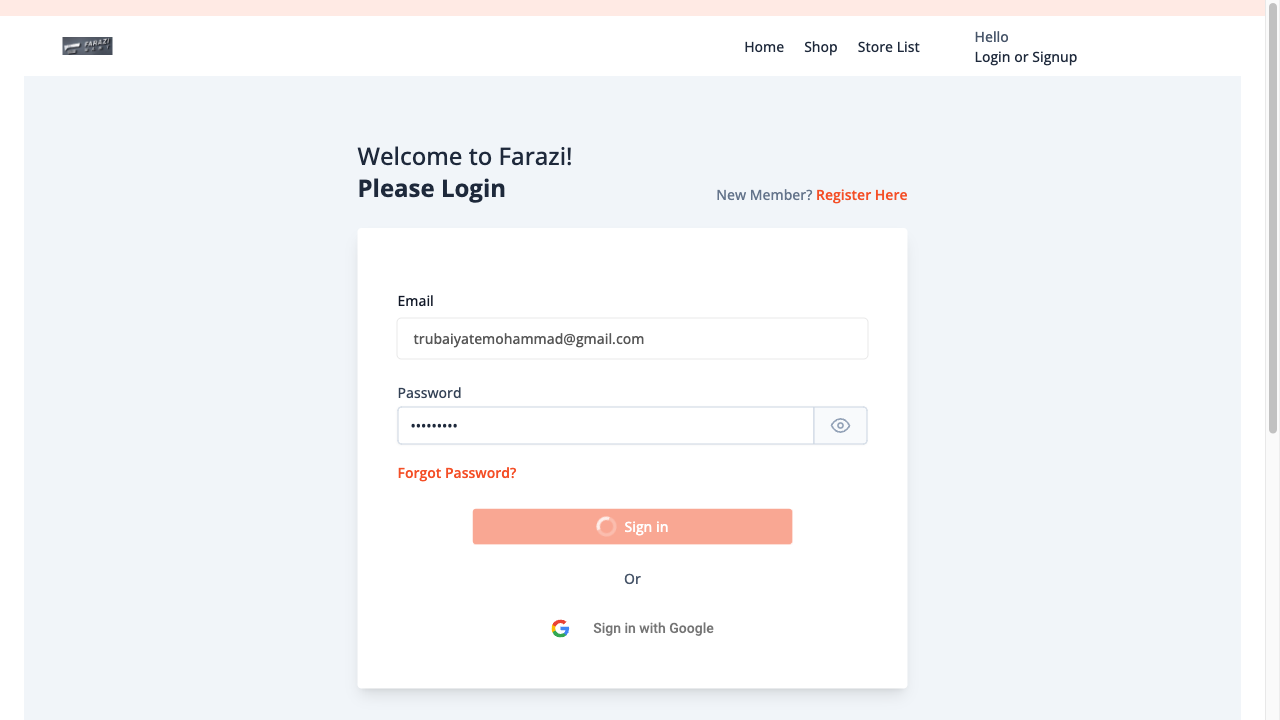 FARAZI
Home
Shop
Store List
Hello
Login or Signup
Welcome to Farazi!
Please Login
New Member? Register Here
Email
trubaiyatemohammad@gmail.com
Password
•••••••••
Forgot Password?
Sign in
Or
Sign in with Google